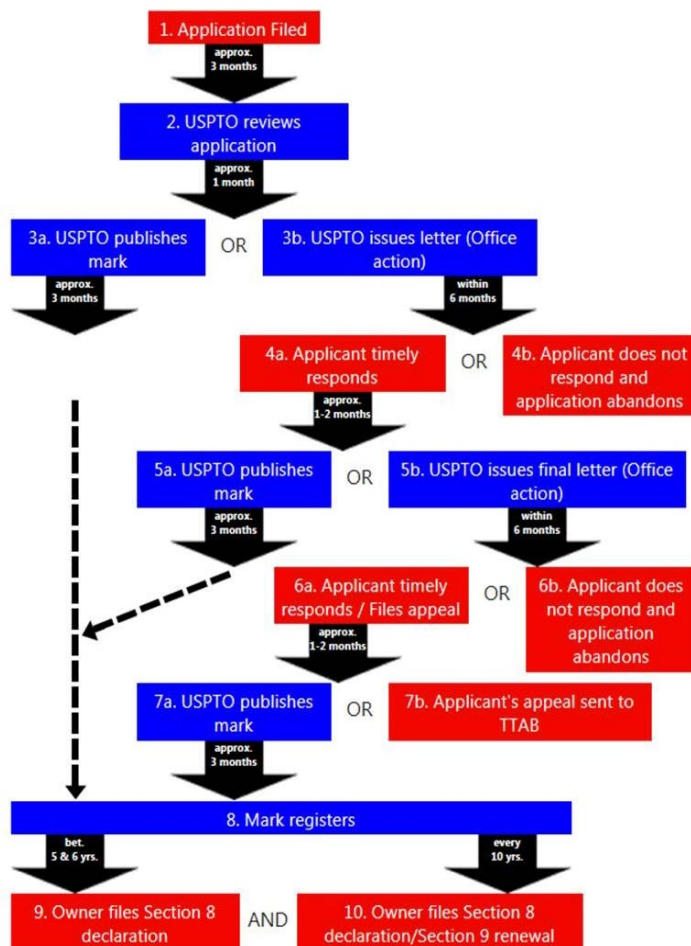 1. Application Filed
approx.
3 months
2. USPTO reviews
application
approx.
1 month
3a. USPTO publishes
mark
OR
3b. USPTO issues letter (Office
action)
approx.
3 months
within
6 months
4a. Applicant timely
responds
OR
4b. Applicant does not
respond and
application abandons
approx.
1-2 months
5a. USPTO publishes
mark
OR
5b. USPTO issues final letter (Office
action)
approx.
3 months
within
6 months
6a. Applicant timely
responds / Files appeal
OR
6b. Applicant does
not respond and
application
abandons
approx.
1-2 months
7a. USPTO publishes
mark
OR
7b. Applicant's appeal sent to
TTAB
approx.
3 months
8. Mark registers
bet.
5 & 6 yrs.
every
10 yrs.
9. Owner files Section 8
declaration
AND
10. Owner files Section 8
declaration/Section 9 renewal